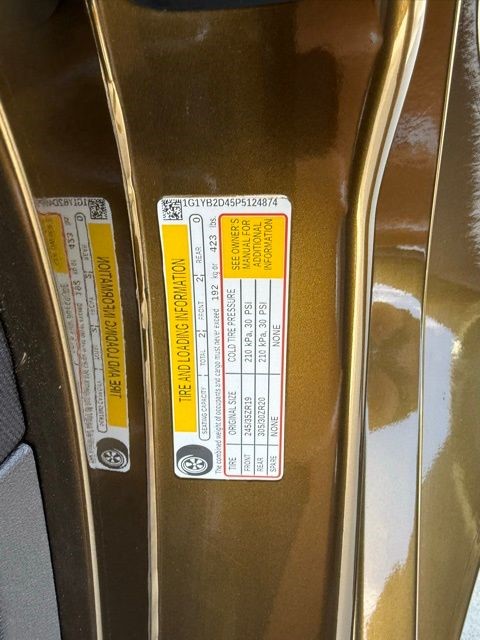 1G1YB2D45P5124874
TIRE AND LOADING INFORMATION
SEATING CAPACITY TOTAL 2 FRONT 2 REAR 0
The combined weight of occupants and cargo must never exceed 192 kg or 423 lbs.
TIRE ORIGINAL SIZE COLD TIRE PRESSURE
FRONT 245/35ZR19 210 kPa, 30 PSI
REAR 305/30ZR20 210 kPa, 30 PSI
SPARE NONE NONE
SEE OWNER'S
MANUAL FOR
ADDITIONAL
INFORMATION
TIRE AND LOADING INFORMATION